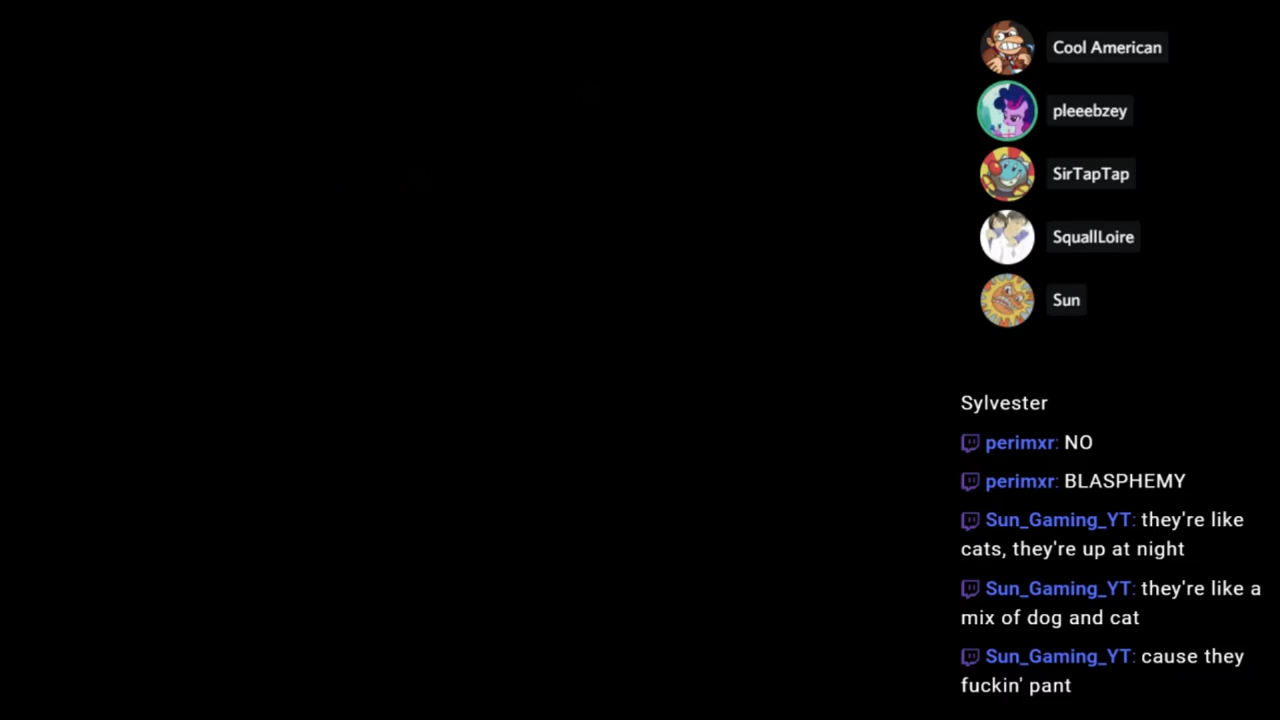 Cool American
pleeebzey
SirTapTap
SquallLoire
Sun
Sylvester
perimxr: NO
perimxr: BLASPHEMY
Sun_Gaming_YT: they're like
cats, they're up at night
Sun_Gaming_YT: they're like a
mix of dog and cat
Sun_Gaming_YT: cause they
fuckin' pant